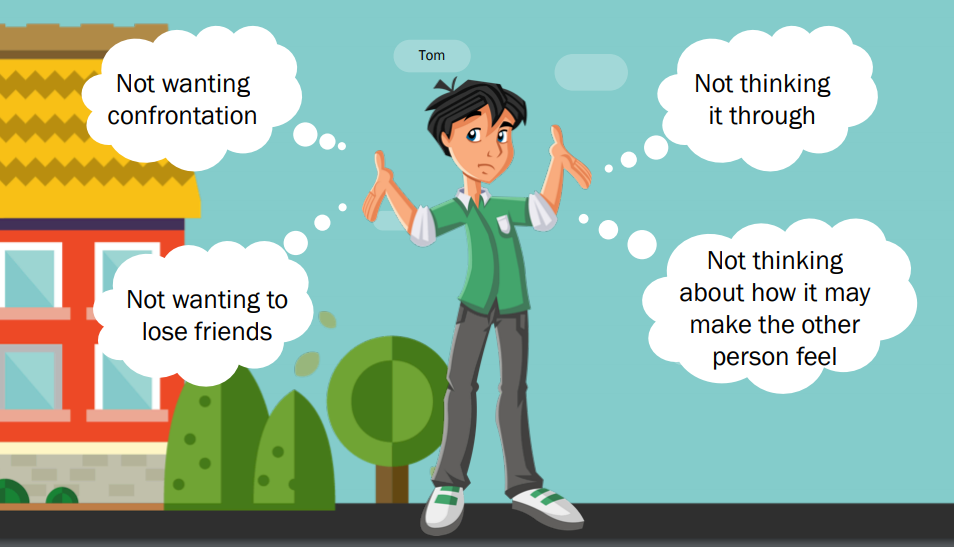 Tom
Not wanting
confrontation
Not thinking
it through
Not wanting to
lose friends
Not thinking
about how it may
make the other
person feel